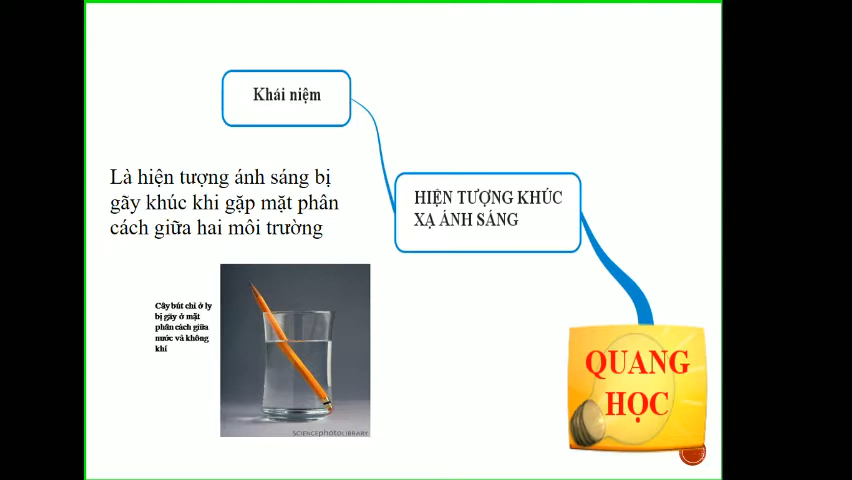 Khái niệm
Là hiện tượng ánh sáng bị
gãy khúc khi gặp mặt phân
cách giữa hai môi trường
HIỆN TƯỢNG KHÚC
XẠ ÁNH SÁNG
Cây bút chì ở ly
bị gãy ở mặt
phân cách giữa
nước và không
khí
SCIENCEphotoLIBRARY
QUANG
HỌC